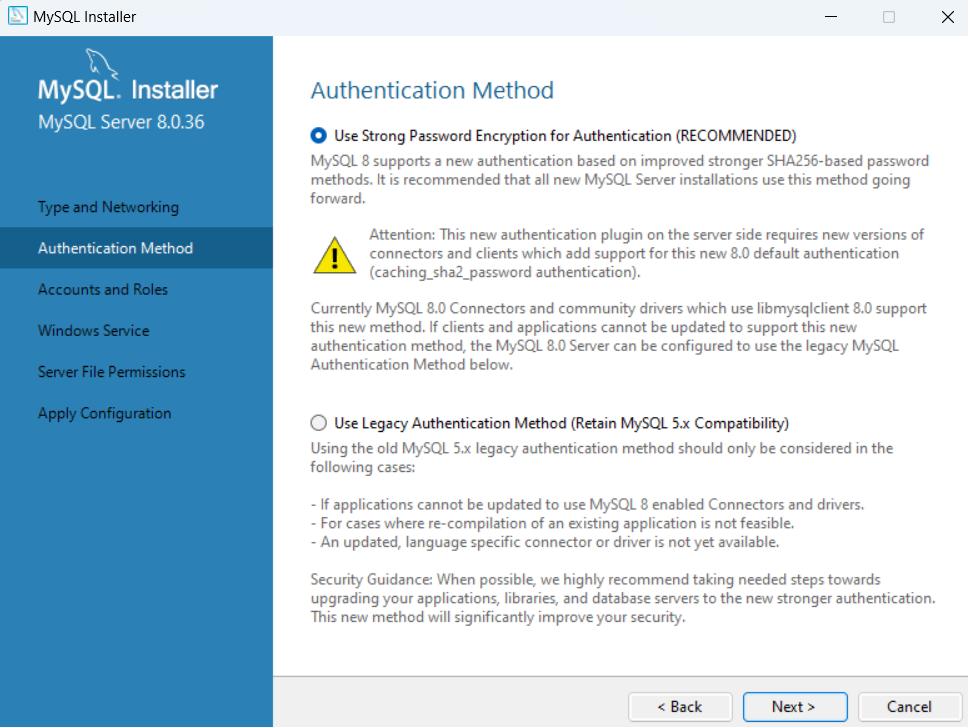 MySQL Installer
MySQL. Installer
MySQL Server 8.0.36
Type and Networking
Authentication Method
Accounts and Roles
Windows Service
Server File Permissions
Apply Configuration
Authentication Method
Use Strong Password Encryption for Authentication (RECOMMENDED)
MySQL 8 supports a new authentication based on improved stronger SHA256-based password
methods. It is recommended that all new MySQL Server installations use this method going
forward.
Attention: This new authentication plugin on the server side requires new versions of
connectors and clients which add support for this new 8.0 default authentication
(caching_sha2_password authentication).
Currently MySQL 8.0 Connectors and community drivers which use libmysqlclient 8.0 support
this new method. If clients and applications cannot be updated to support this new
authentication method, the MySQL 8.0 Server can be configured to use the legacy MySQL
Authentication Method below.
Use Legacy Authentication Method (Retain MySQL 5.x Compatibility)
Using the old MySQL 5.x legacy authentication method should only be considered in the
following cases:
- If applications cannot be updated to use MySQL 8 enabled Connectors and drivers.
- For cases where re-compilation of an existing application is not feasible.
- An updated, language specific connector or driver is not yet available.
Security Guidance: When possible, we highly recommend taking needed steps towards
upgrading your applications, libraries, and database servers to the new stronger authentication.
This new method will significantly improve your security.
< Back
Next >
Cancel